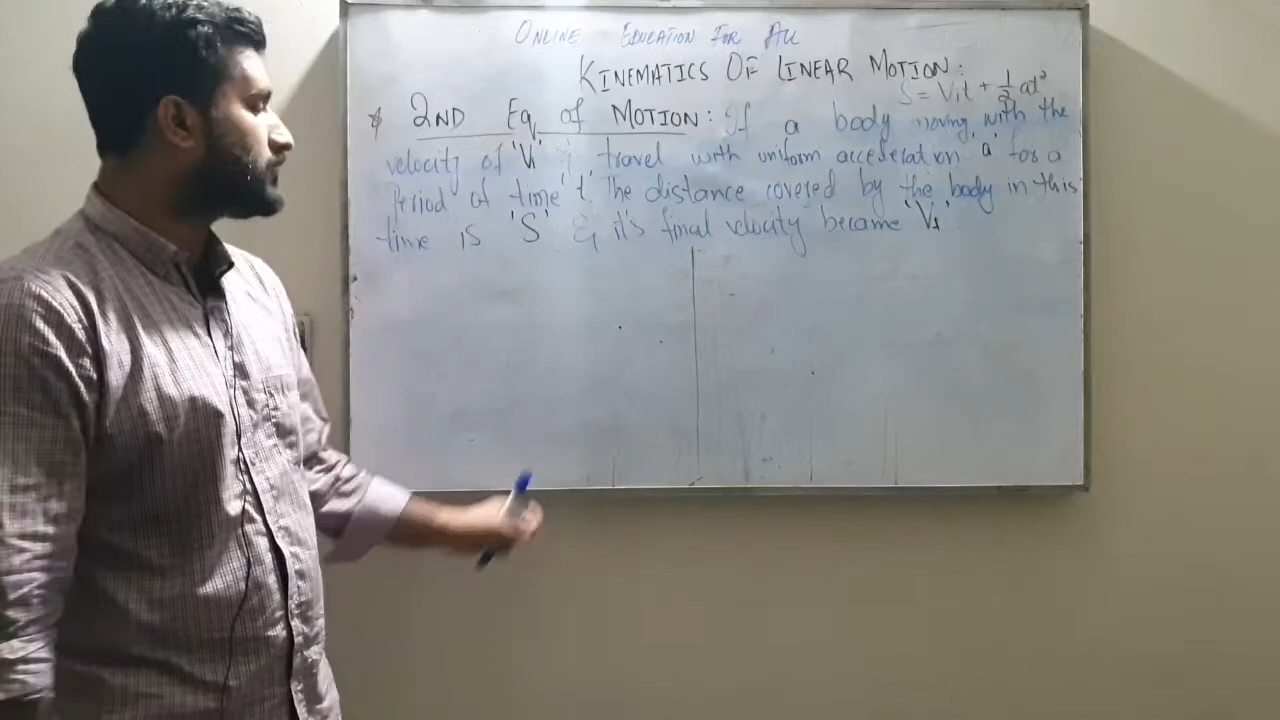 ONLINE EDUCATION FOR ALL
KINEMATICS OF LINEAR MOTION:
S = Vit + 1/2 at²
* 2ND Eq. of MOTION: If a body moving with the
velocity of 'Vi' & travel with uniform acceleration 'a' for a
Period of time 't'. The distance covered by the body in this
time is 'S' & it's final velocity became 'Vf'.